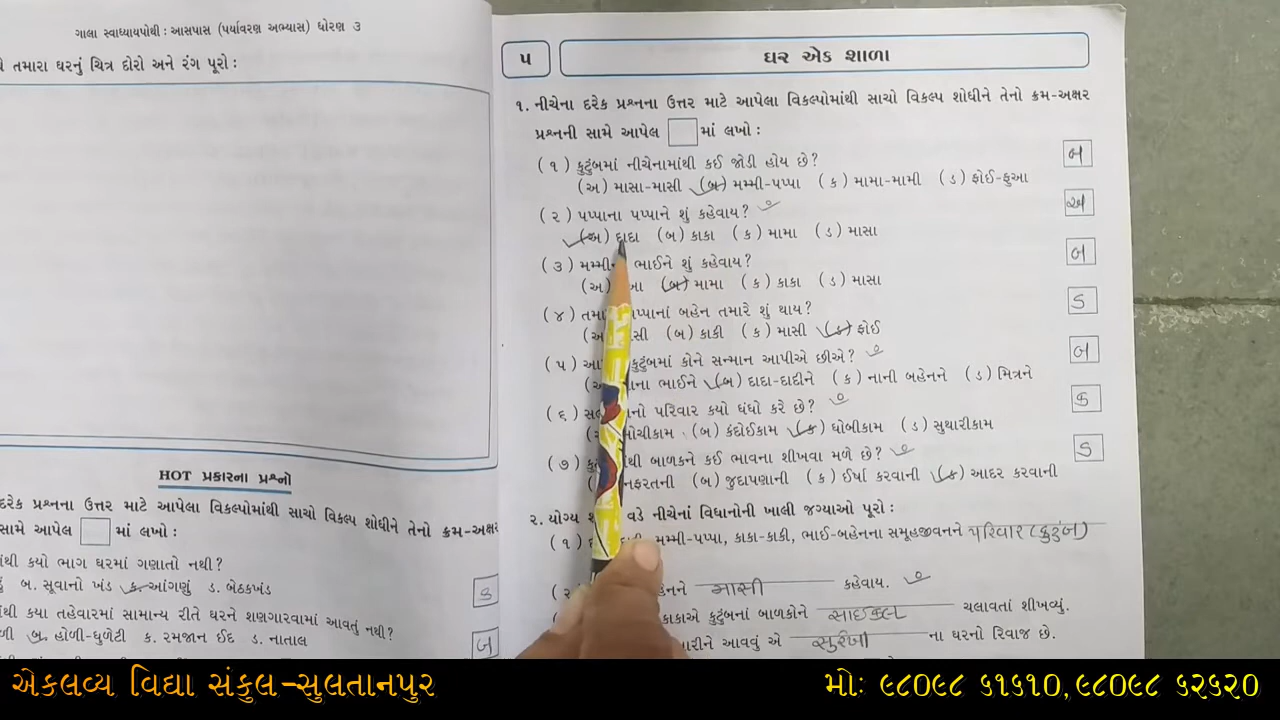 ગાલા સ્વાધ્યાયપોથી : આસપાસ (પર્યાવરણ અભ્યાસ) ધોરણ ૩
તમારા ઘરનું ચિત્ર દોરો અને રંગ પૂરો :
HOT પ્રકારના પ્રશ્નો
દરેક પ્રશ્નના ઉત્તર માટે આપેલા વિકલ્પોમાંથી સાચો વિકલ્પ શોધીને તેનો ક્રમ-અક્ષર
સામે આપેલ માં લખો :
કયો ભાગ ઘરમાં ગણાતો નથી?
બ. સૂવાનો ખંડ ક. આંગણું ડ. બેઠકખંડ ક
કયા તહેવારમાં સામાન્ય રીતે ઘરને શણગારવામાં આવતું નથી?
બ. હોળી-ધુળેટી ક. રમજાન ઈદ ડ. નાતાલ બ
૫ ઘર એક શાળા
૧. નીચેના દરેક પ્રશ્નના ઉત્તર માટે આપેલા વિકલ્પોમાંથી સાચો વિકલ્પ શોધીને તેનો ક્રમ-અક્ષર
પ્રશ્નની સામે આપેલ માં લખો :
(૧) કુટુંબમાં નીચેનામાંથી કઈ જોડી હોય છે? બ
(અ) માસા-માસી (બ) મમ્મી-પપ્પા (ક) મામા-મામી (ડ) ફોઈ-ફુઆ
(૨) પપ્પાના પપ્પાને શું કહેવાય? અ
(અ) દાદા (બ) કાકા (ક) મામા (ડ) માસા
(૩) ભાઈને શું કહેવાય? બ
(અ) (બ) મામા (ક) કાકા (ડ) માસા
(૪) બહેન તમારે શું થાય? ડ
(બ) કાકી (ક) માસી (ડ) ફોઈ
(૫) કુટુંબમાં કોને સન્માન આપીએ છીએ? બ
ભાઈને (બ) દાદા-દાદીને (ક) નાની બહેનને (ડ) મિત્રને
(૬) પરિવાર કયો ધંધો કરે છે? ક
મોચીકામ (બ) કંદોઈકામ (ક) ધોબીકામ (ડ) સુથારીકામ
(૭) બાળકને કઈ ભાવના શીખવા મળે છે? ડ
નફરતની (બ) જુદાપણાની (ક) ઈર્ષા કરવાની (ડ) આદર કરવાની
૨. યોગ્ય વડે નીચેનાં વિધાનોની ખાલી જગ્યાઓ પૂરો :
(૧) મમ્મી-પપ્પા, કાકા-કાકી, ભાઈ-બહેનના સમૂહજીવનને પરિવાર (કુટુંબ)
માસી કહેવાય.
કાકાએ કુટુંબનાં બાળકોને સાઇકલ ચલાવતાં શીખવ્યું.
આવવું એ ના ઘરનો રિવાજ છે.
એકલવ્ય વિદ્યા સંકુલ-સુલતાનપુર મોઃ ૯૮૦૯૮ ૬૧૬૧૦,૯૮૦૯૮ ૬૨૬૨૦